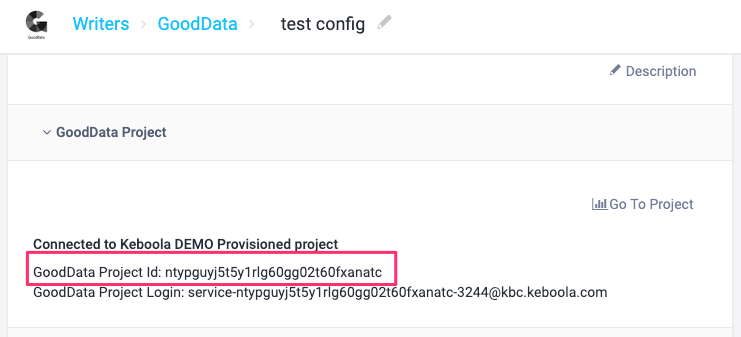 GoodData
Writers > GoodData > test config
Description
GoodData Project
Go To Project
Connected to Keboola DEMO Provisioned project
GoodData Project Id: ntypguyj5t5y1rlg60gg02t60fxanatc
GoodData Project Login: service-ntypguyj5t5y1rlg60gg02t60fxanatc-3244@kbc.keboola.com